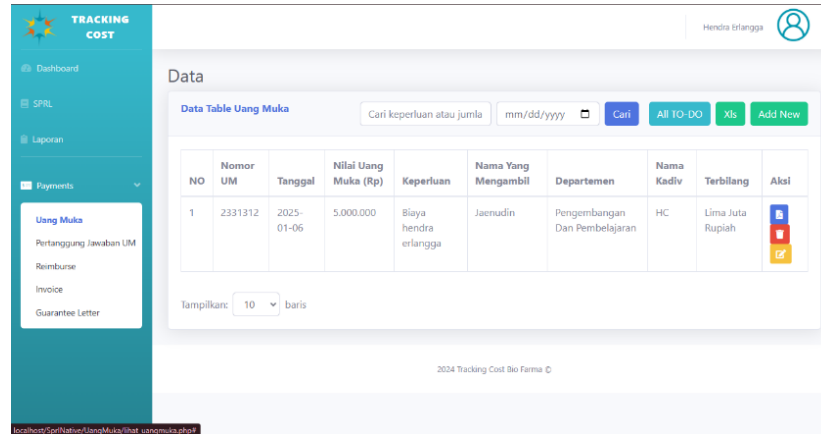 TRACKING
COST
Hendra Erlangga
Dashboard
SPRL
Laporan
Payments
Uang Muka
Pertanggung Jawaban UM
Reimburse
Invoice
Guarantee Letter
Data
Data Table Uang Muka
Cari keperluan atau jumla
mm/dd/yyyy
Cari
All TO-DO
Xls
Add New
NO
Nomor
UM
Tanggal
Nilai Uang
Muka (Rp)
Keperluan
Nama Yang
Mengambil
Departemen
Nama
Kadiv
Terbilang
Aksi
1
2331312
2025-
01-06
5.000.000
Biaya
hendra
erlangga
Jaenudin
Pengembangan
Dan Pembelajaran
HC
Lima Juta
Rupiah
Tampilkan:
10
baris
2024 Tracking Cost Bio Farma ©
localhost/SprlNative/UangMuka/lihat_uangmuka.php#